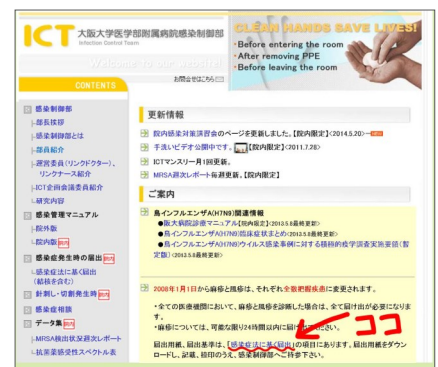 ICT 大阪大学医学部附属病院感染制御部
Infection Control Team
CLEAN HANDS SAVE LIVES!
・Before entering the room
・After removing PPE
・Before leaving the room
Welcome to our website!
お問合せはこちら
CONTENTS
感染制御部
部長挨拶
感染制御部とは
部員紹介
運営委員(リンクドクター)、
リンクナース紹介
ICT企画会議委員紹介
研究内容
感染管理マニュアル
院外版
院内版
感染症発生時の届出
感染症法に基く届出
(結核を含む)
針刺し・切創発生時
感染症相談
データ集
MRSA検出状況週次レポート
抗菌薬感受性スペクトル表
更新情報
院内感染対策講習会のページを更新しました。【院内限定】<2014.5.20>
手洗いビデオ公開中です。【院内限定】<2011.7.28>
ICTマンスリー月1回更新。
MRSA週次レポート毎週更新。【院内限定】
ご案内
鳥インフルエンザA(H7N9)関連情報
●阪大病院診療マニュアル【院内限定】<2013.5.8最終更新>
●鳥インフルエンザA(H7N9)臨床症状まとめ<2013.5.8最終更新>
●鳥インフルエンザA(H7N9)ウイルス感染事例に対する積極的疫学調査実施要領(暫
定版)<2013.5.8最終更新>
2008年1月1日から麻疹と風疹は、それぞれ全数把握疾患に変更されます。
・全ての医療機関において、麻疹と風疹を診断した場合は、全て届け出が必要になりま
す。
・麻疹については、可能な限り24時間以内に届け
ココ
届出用紙、届出基準は、「感染症法に基く届出」の項目にあります。届出用紙をダウン
ロードし、記載、捺印のうえ、感染制御部へご持参下さい。